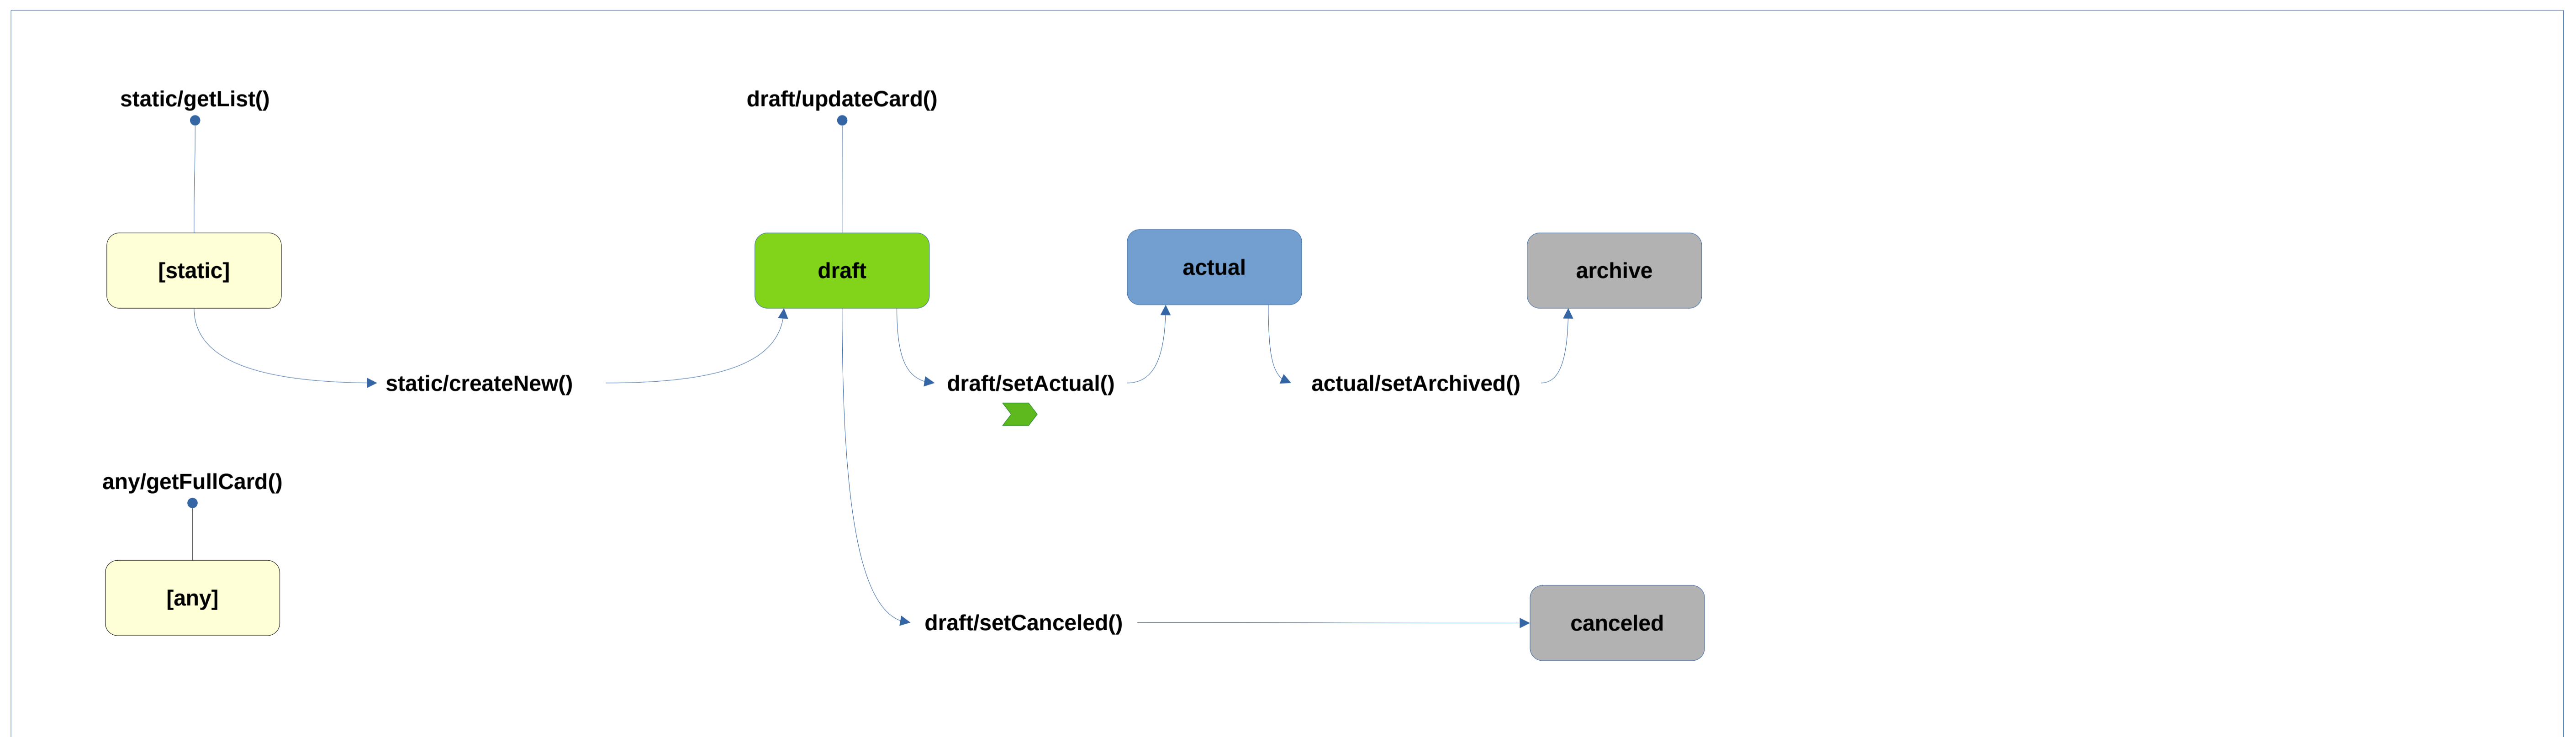 static/getList()
draft/updateCard()
[static]
draft
actual
archive
static/createNew()
draft/setActual()
actual/setArchived()
any/getFullCard()
[any]
draft/setCanceled()
canceled